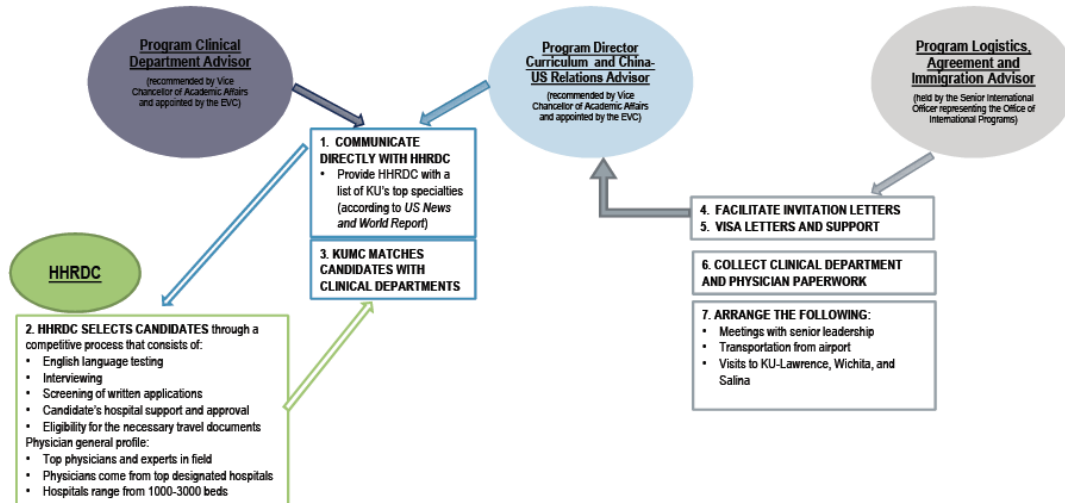 Program Clinical
Department Advisor
(recommended by Vice
Chancellor of Academic Affairs
and appointed by the EVC)
Program Director
Curriculum and China-
US Relations Advisor
(recommended by Vice
Chancellor of Academic Affairs
and appointed by the EVC)
Program Logistics,
Agreement and
Immigration Advisor
(held by the Senior International
Officer representing the Office of
International Programs)
1. COMMUNICATE
DIRECTLY WITH HHRDC
• Provide HHRDC with a
list of KU's top specialties
(according to US News
and World Report)
3. KUMC MATCHES
CANDIDATES WITH
CLINICAL DEPARTMENTS
4. FACILITATE INVITATION LETTERS
5. VISA LETTERS AND SUPPORT
6. COLLECT CLINICAL DEPARTMENT
AND PHYSICIAN PAPERWORK
7. ARRANGE THE FOLLOWING:
• Meetings with senior leadership
• Transportation from airport
• Visits to KU-Lawrence, Wichita, and
Salina
HHRDC
2. HHRDC SELECTS CANDIDATES through a
competitive process that consists of:
• English language testing
• Interviewing
• Screening of written applications
• Candidate's hospital support and approval
• Eligibility for the necessary travel documents
Physician general profile:
• Top physicians and experts in field
• Physicians come from top designated hospitals
• Hospitals range from 1000-3000 beds